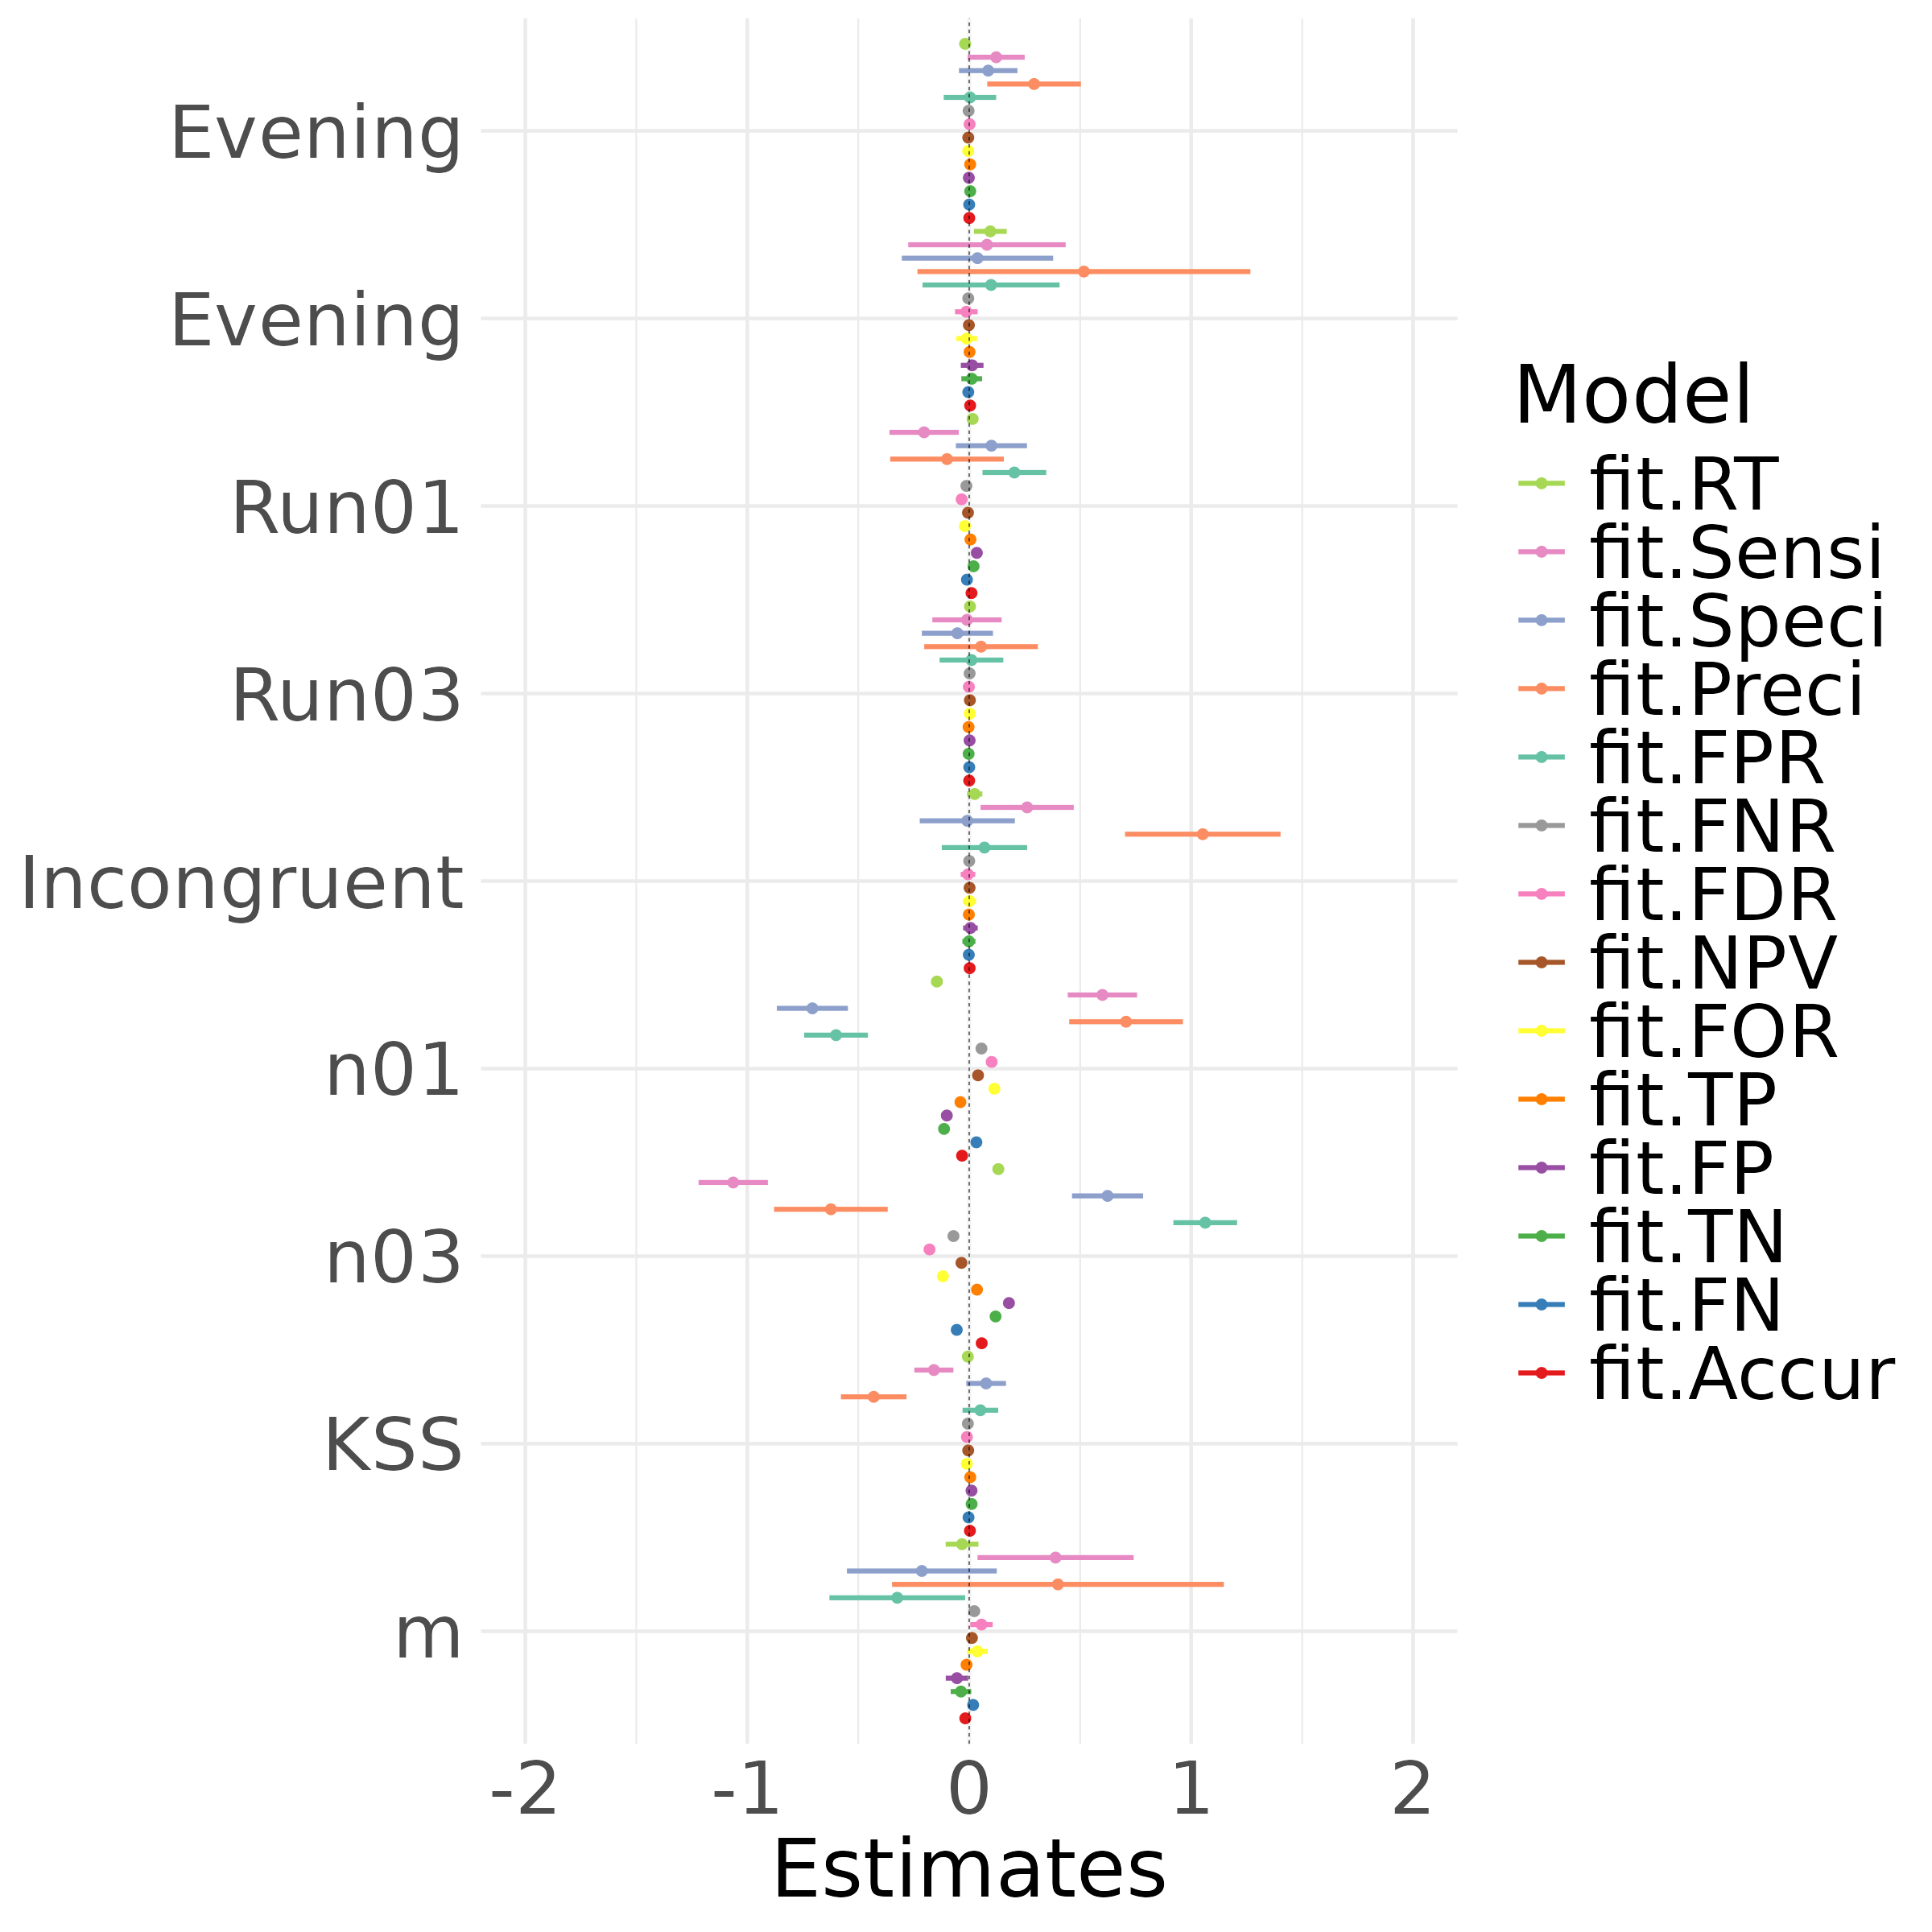 Evening
Evening
Run01
Run03
Incongruent
n01
n03
KSS
m
-2 -1 0 1 2
Estimates
Model
fit.RT
fit.Sensi
fit.Speci
fit.Preci
fit.FPR
fit.FNR
fit.FDR
fit.NPV
fit.FOR
fit.TP
fit.FP
fit.TN
fit.FN
fit.Accur